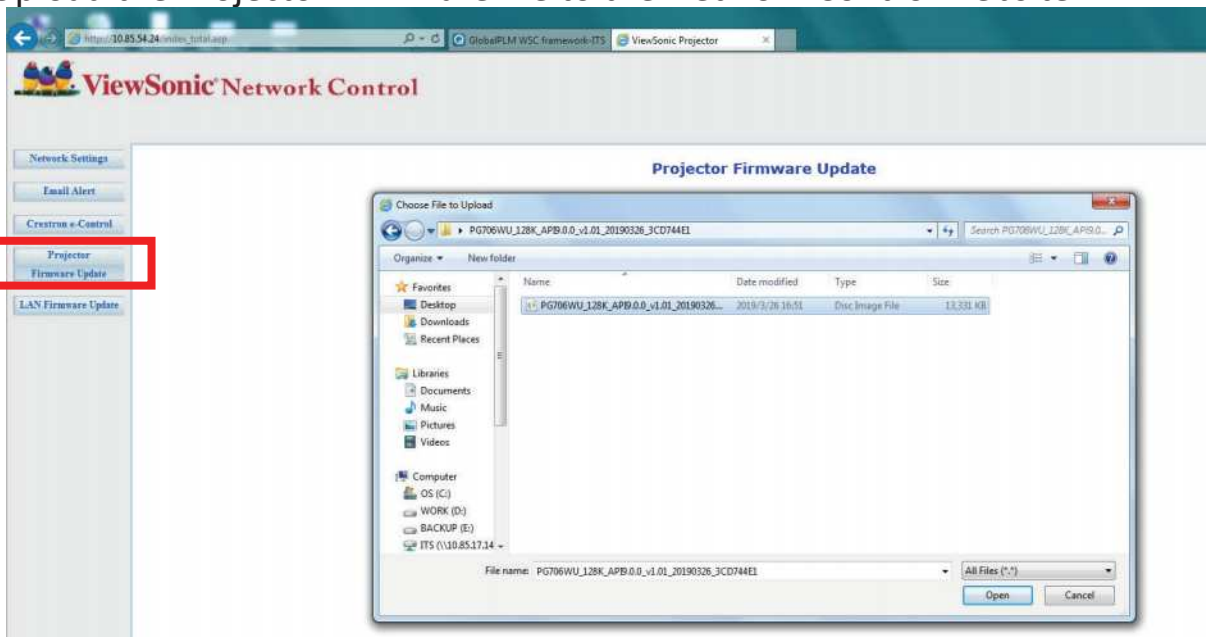 http://10.85.54.24/index_total.asp
GlobalPLM WSC framework-ITS
ViewSonic Projector
ViewSonic® Network Control
Network Settings
Email Alert
Crestron e-Control
Projector
Firmware Update
LAN Firmware Update
Projector Firmware Update
Choose File to Upload
PG706WU_128K_API9.0.0_v1.01_20190326_3CD744E1
Search PG706WU_128K_API9.0...
Organize
New folder
Favorites
Desktop
Downloads
Recent Places
Libraries
Documents
Music
Pictures
Videos
Computer
OS (C:)
WORK (D:)
BACKUP (E:)
ITS (\\10.85.17.14
Name
Date modified
Type
Size
PG706WU_128K_API9.0.0_v1.01_20190326...
2019/3/26 16:51
Disc Image File
13,331 KB
File name:
PG706WU_128K_API9.0.0_v1.01_20190326_3CD744E1
All Files (*.*)
Open
Cancel